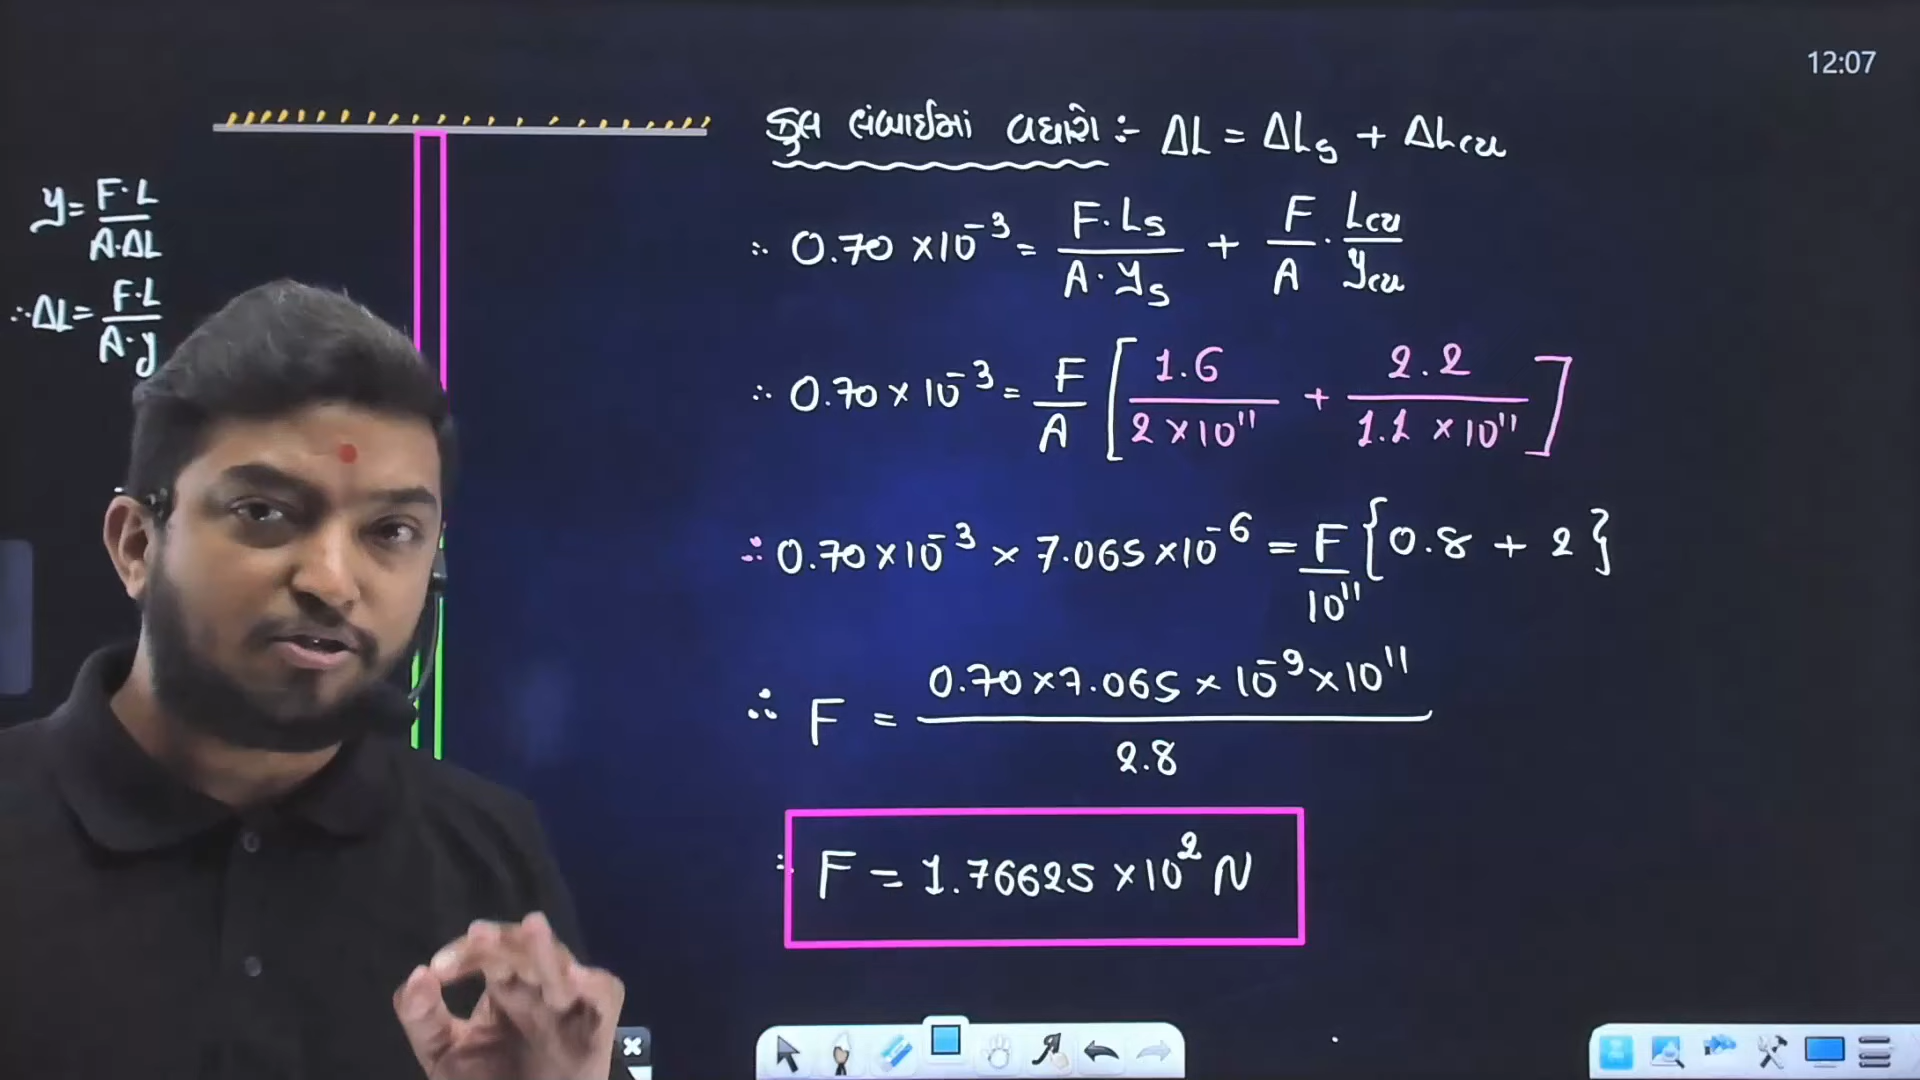 12:07
y = F·L / A·ΔL
∴ ΔL = F·L / A·y
કુલ લંબાઈમાં વધારો :- ΔL = ΔLs + ΔLcu
∴ 0.70 × 10⁻³ = F·Ls / A·ys + F / A · Lcu / ycu
∴ 0.70 × 10⁻³ = F / A [ 1.6 / 2 × 10¹¹ + 2.2 / 1.1 × 10¹¹ ]
∴ 0.70 × 10⁻³ × 7.065 × 10⁻⁶ = F / 10¹¹ { 0.8 + 2 }
∴ F = 0.70 × 7.065 × 10⁻⁹ × 10¹¹ / 2.8
∴ F = 1.76625 × 10² N